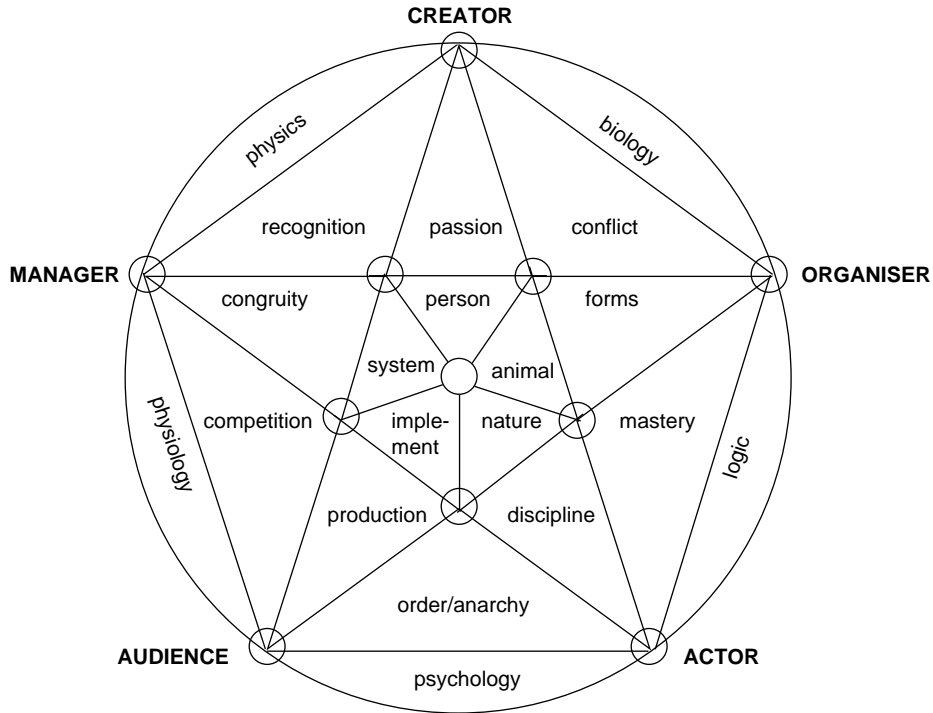 CREATOR
physics
biology
recognition
passion
conflict
MANAGER
ORGANISER
congruity
person
forms
system
animal
physiology
competition
imple-
ment
nature
mastery
logic
production
discipline
order/anarchy
AUDIENCE
ACTOR
psychology